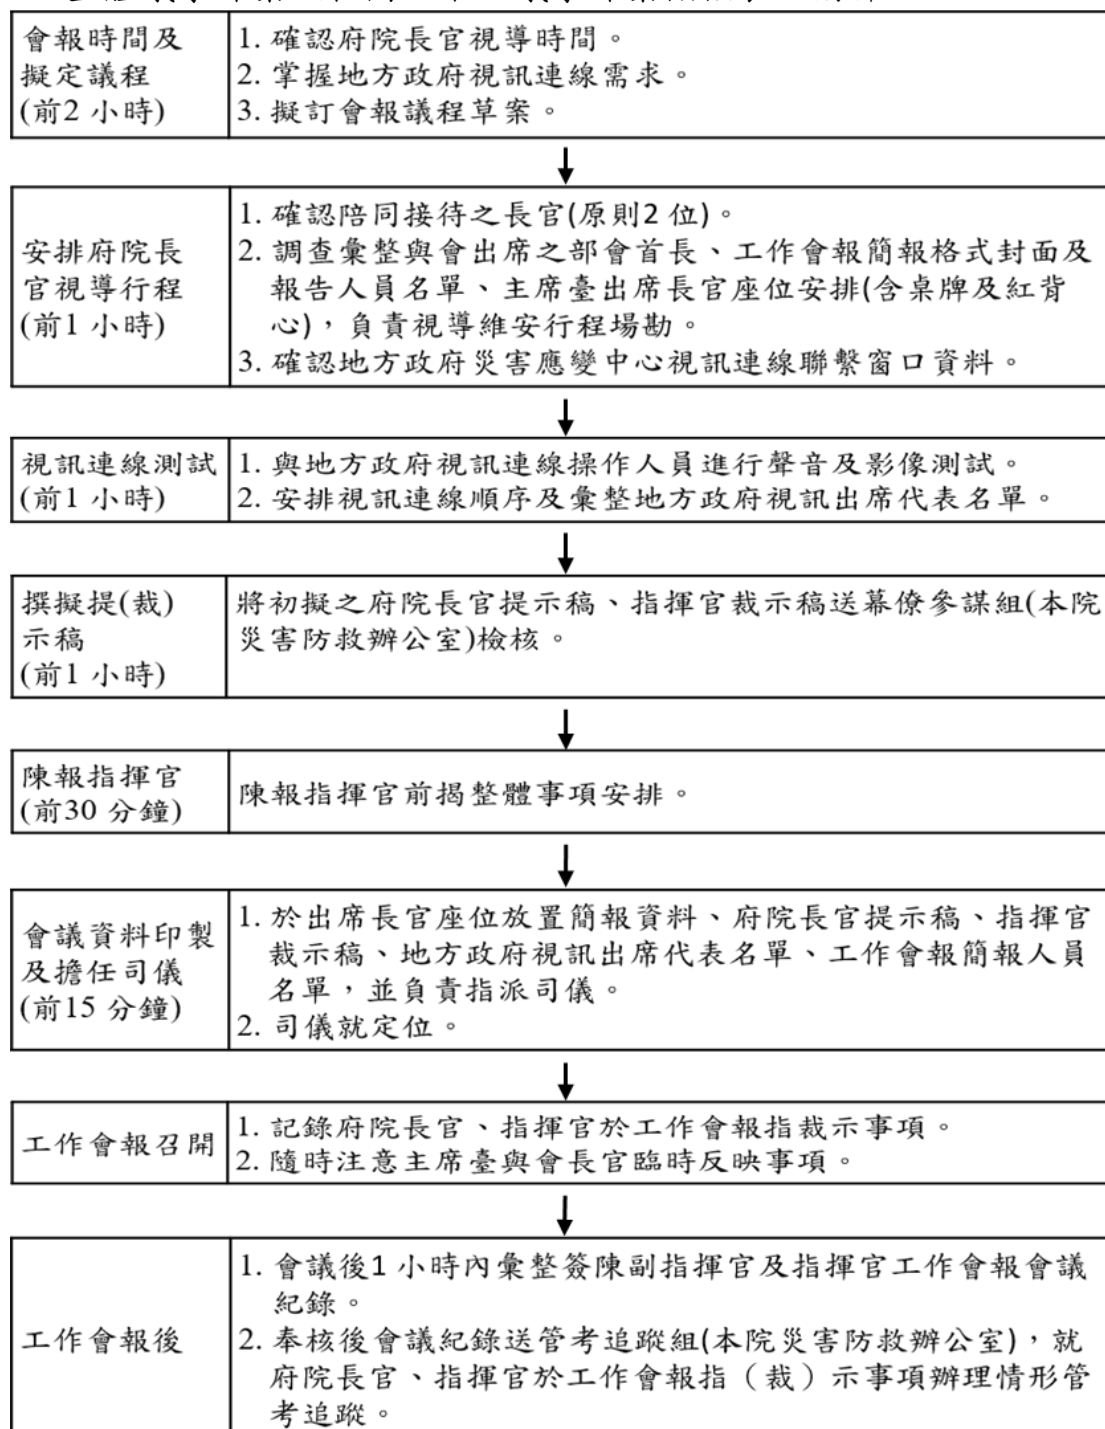 會報時間及
擬定議程
(前2 小時)
1. 確認府院長官視導時間。
2. 掌握地方政府視訊連線需求。
3. 擬訂會報議程草案。
安排府院長
官視導行程
(前1 小時)
1. 確認陪同接待之長官(原則2 位)。
2. 調查彙整與會出席之部會首長、工作會報簡報格式封面及
報告人員名單、主席臺出席長官座位安排(含桌牌及紅背
心)，負責視導維安行程場勘。
3. 確認地方政府災害應變中心視訊連線聯繫窗口資料。
視訊連線測試
(前1 小時)
1. 與地方政府視訊連線操作人員進行聲音及影像測試。
2. 安排視訊連線順序及彙整地方政府視訊出席代表名單。
撰擬提(裁)
示稿
(前1 小時)
將初擬之府院長官提示稿、指揮官裁示稿送幕僚參謀組(本院
災害防救辦公室)檢核。
陳報指揮官
(前30 分鐘)
陳報指揮官前揭整體事項安排。
會議資料印製
及擔任司儀
(前15 分鐘)
1. 於出席長官座位放置簡報資料、府院長官提示稿、指揮官
裁示稿、地方政府視訊出席代表名單、工作會報簡報人員
名單，並負責指派司儀。
2. 司儀就定位。
工作會報召開
1. 記錄府院長官、指揮官於工作會報指裁示事項。
2. 隨時注意主席臺與會長官臨時反映事項。
工作會報後
1. 會議後1 小時內彙整簽陳副指揮官及指揮官工作會報會議
紀錄。
2. 奉核後會議紀錄送管考追蹤組(本院災害防救辦公室)，就
府院長官、指揮官於工作會報指（裁）示事項辦理情形管
考追蹤。